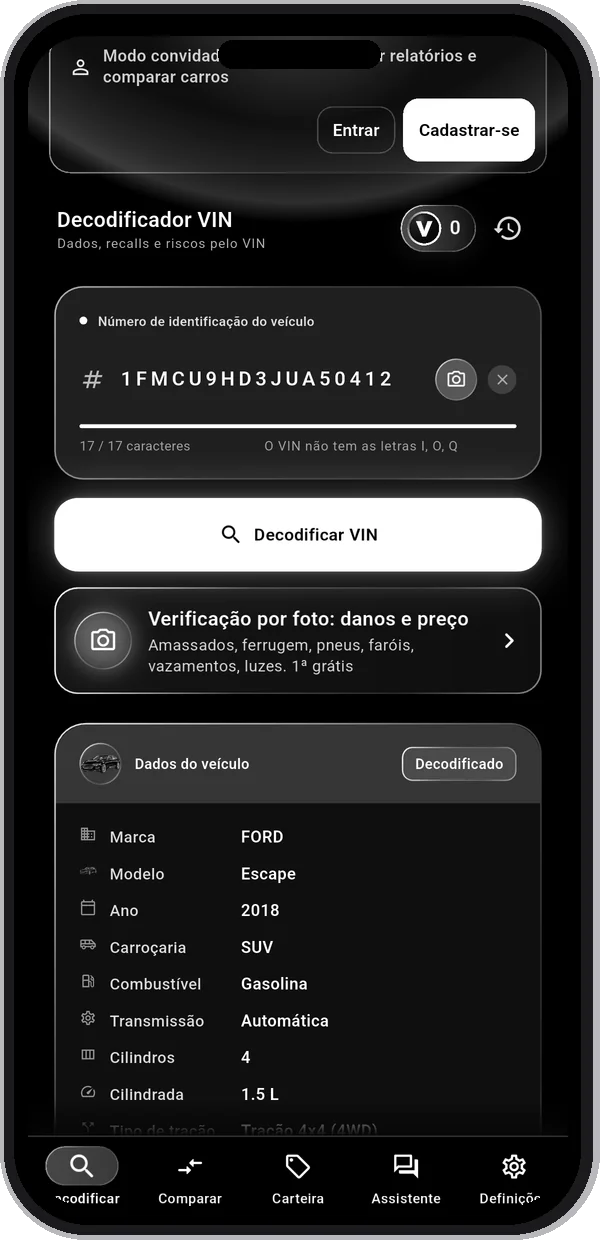 Modo convidad r relatórios e
comparar carros
Entrar
Cadastrar-se
Decodificador VIN
Dados, recalls e riscos pelo VIN
V 0
Número de identificação do veículo
# 1FMCU9HD3JUA50412
17 / 17 caracteres
O VIN não tem as letras I, O, Q
Decodificar VIN
Verificação por foto: danos e preço
Amassados, ferrugem, pneus, faróis,
vazamentos, luzes. 1ª grátis
Dados do veículo
Decodificado
Marca FORD
Modelo Escape
Ano 2018
Carroçaria SUV
Combustível Gasolina
Transmissão Automática
Cilindros 4
Cilindrada 1.5 L
Tipo de tração Tração 4x4 (4WD)
codificar
Comparar
Carteira
Assistente
Definiçõ